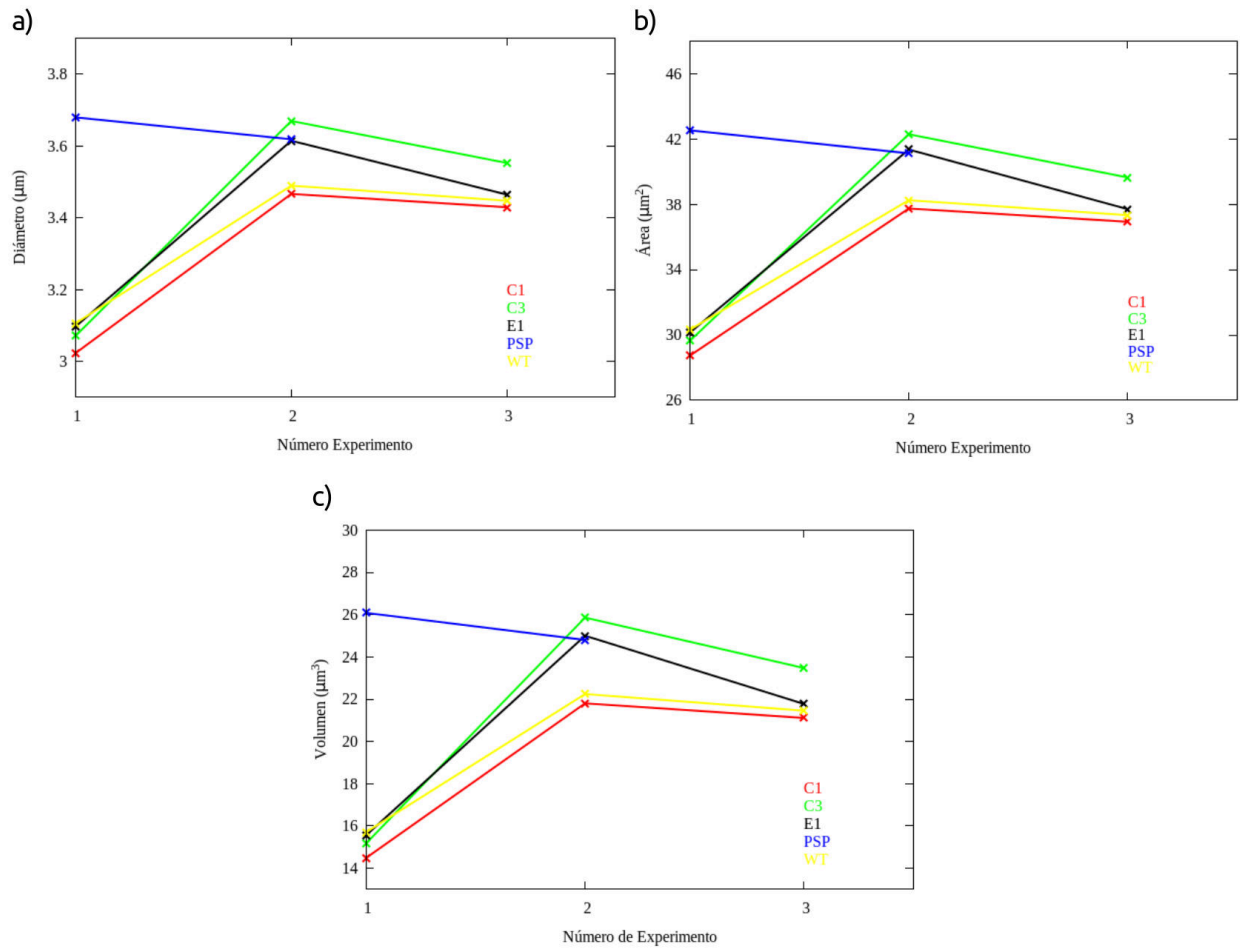 a)
3.8
3.6
3.4
3.2
3
Diámetro (µm)
C1
C3
E1
PSP
WT
1 2 3
Número Experimento
b)
46
42
38
34
30
26
Área (µm²)
C1
C3
E1
PSP
WT
1 2 3
Número Experimento
c)
30
28
26
24
22
20
18
16
14
Volumen (µm³)
C1
C3
E1
PSP
WT
1 2 3
Número de Experimento